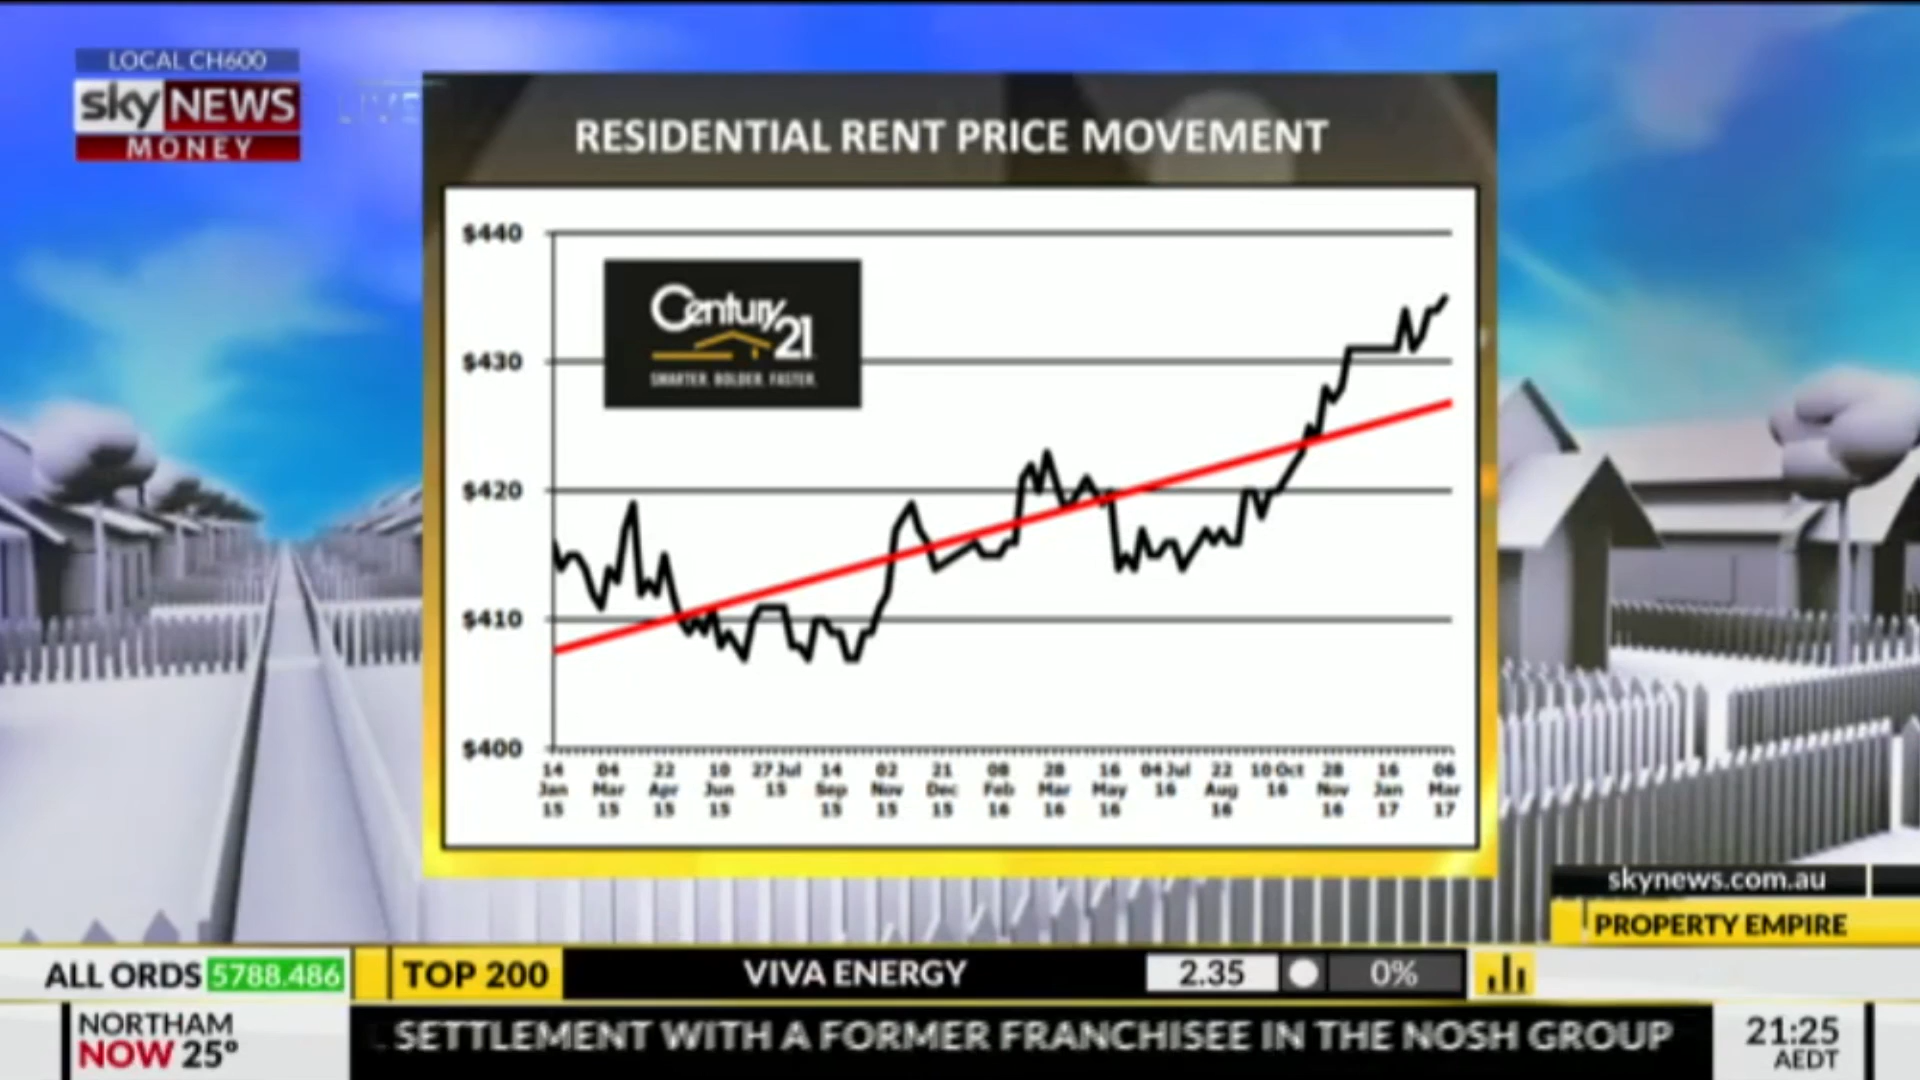 LOCAL CH600
sky NEWS
MONEY
LIVE
RESIDENTIAL RENT PRICE MOVEMENT
$440
$430
$420
$410
$400
Century 21
SMARTER. BOLDER. FASTER.
14 Jan 15
04 Mar 15
22 Apr 15
10 Jun 15
27 Jul 15
14 Sep 15
02 Nov 15
21 Dec 15
08 Feb 16
28 Mar 16
16 May 16
04 Jul 16
22 Aug 16
10 Oct 16
28 Nov 16
16 Jan 17
06 Mar 17
skynews.com.au
PROPERTY EMPIRE
ALL ORDS 5788.486
TOP 200
VIVA ENERGY
2.35
0%
NORTHAM
NOW 25°
SETTLEMENT WITH A FORMER FRANCHISEE IN THE NOSH GROUP
21:25
AEDT